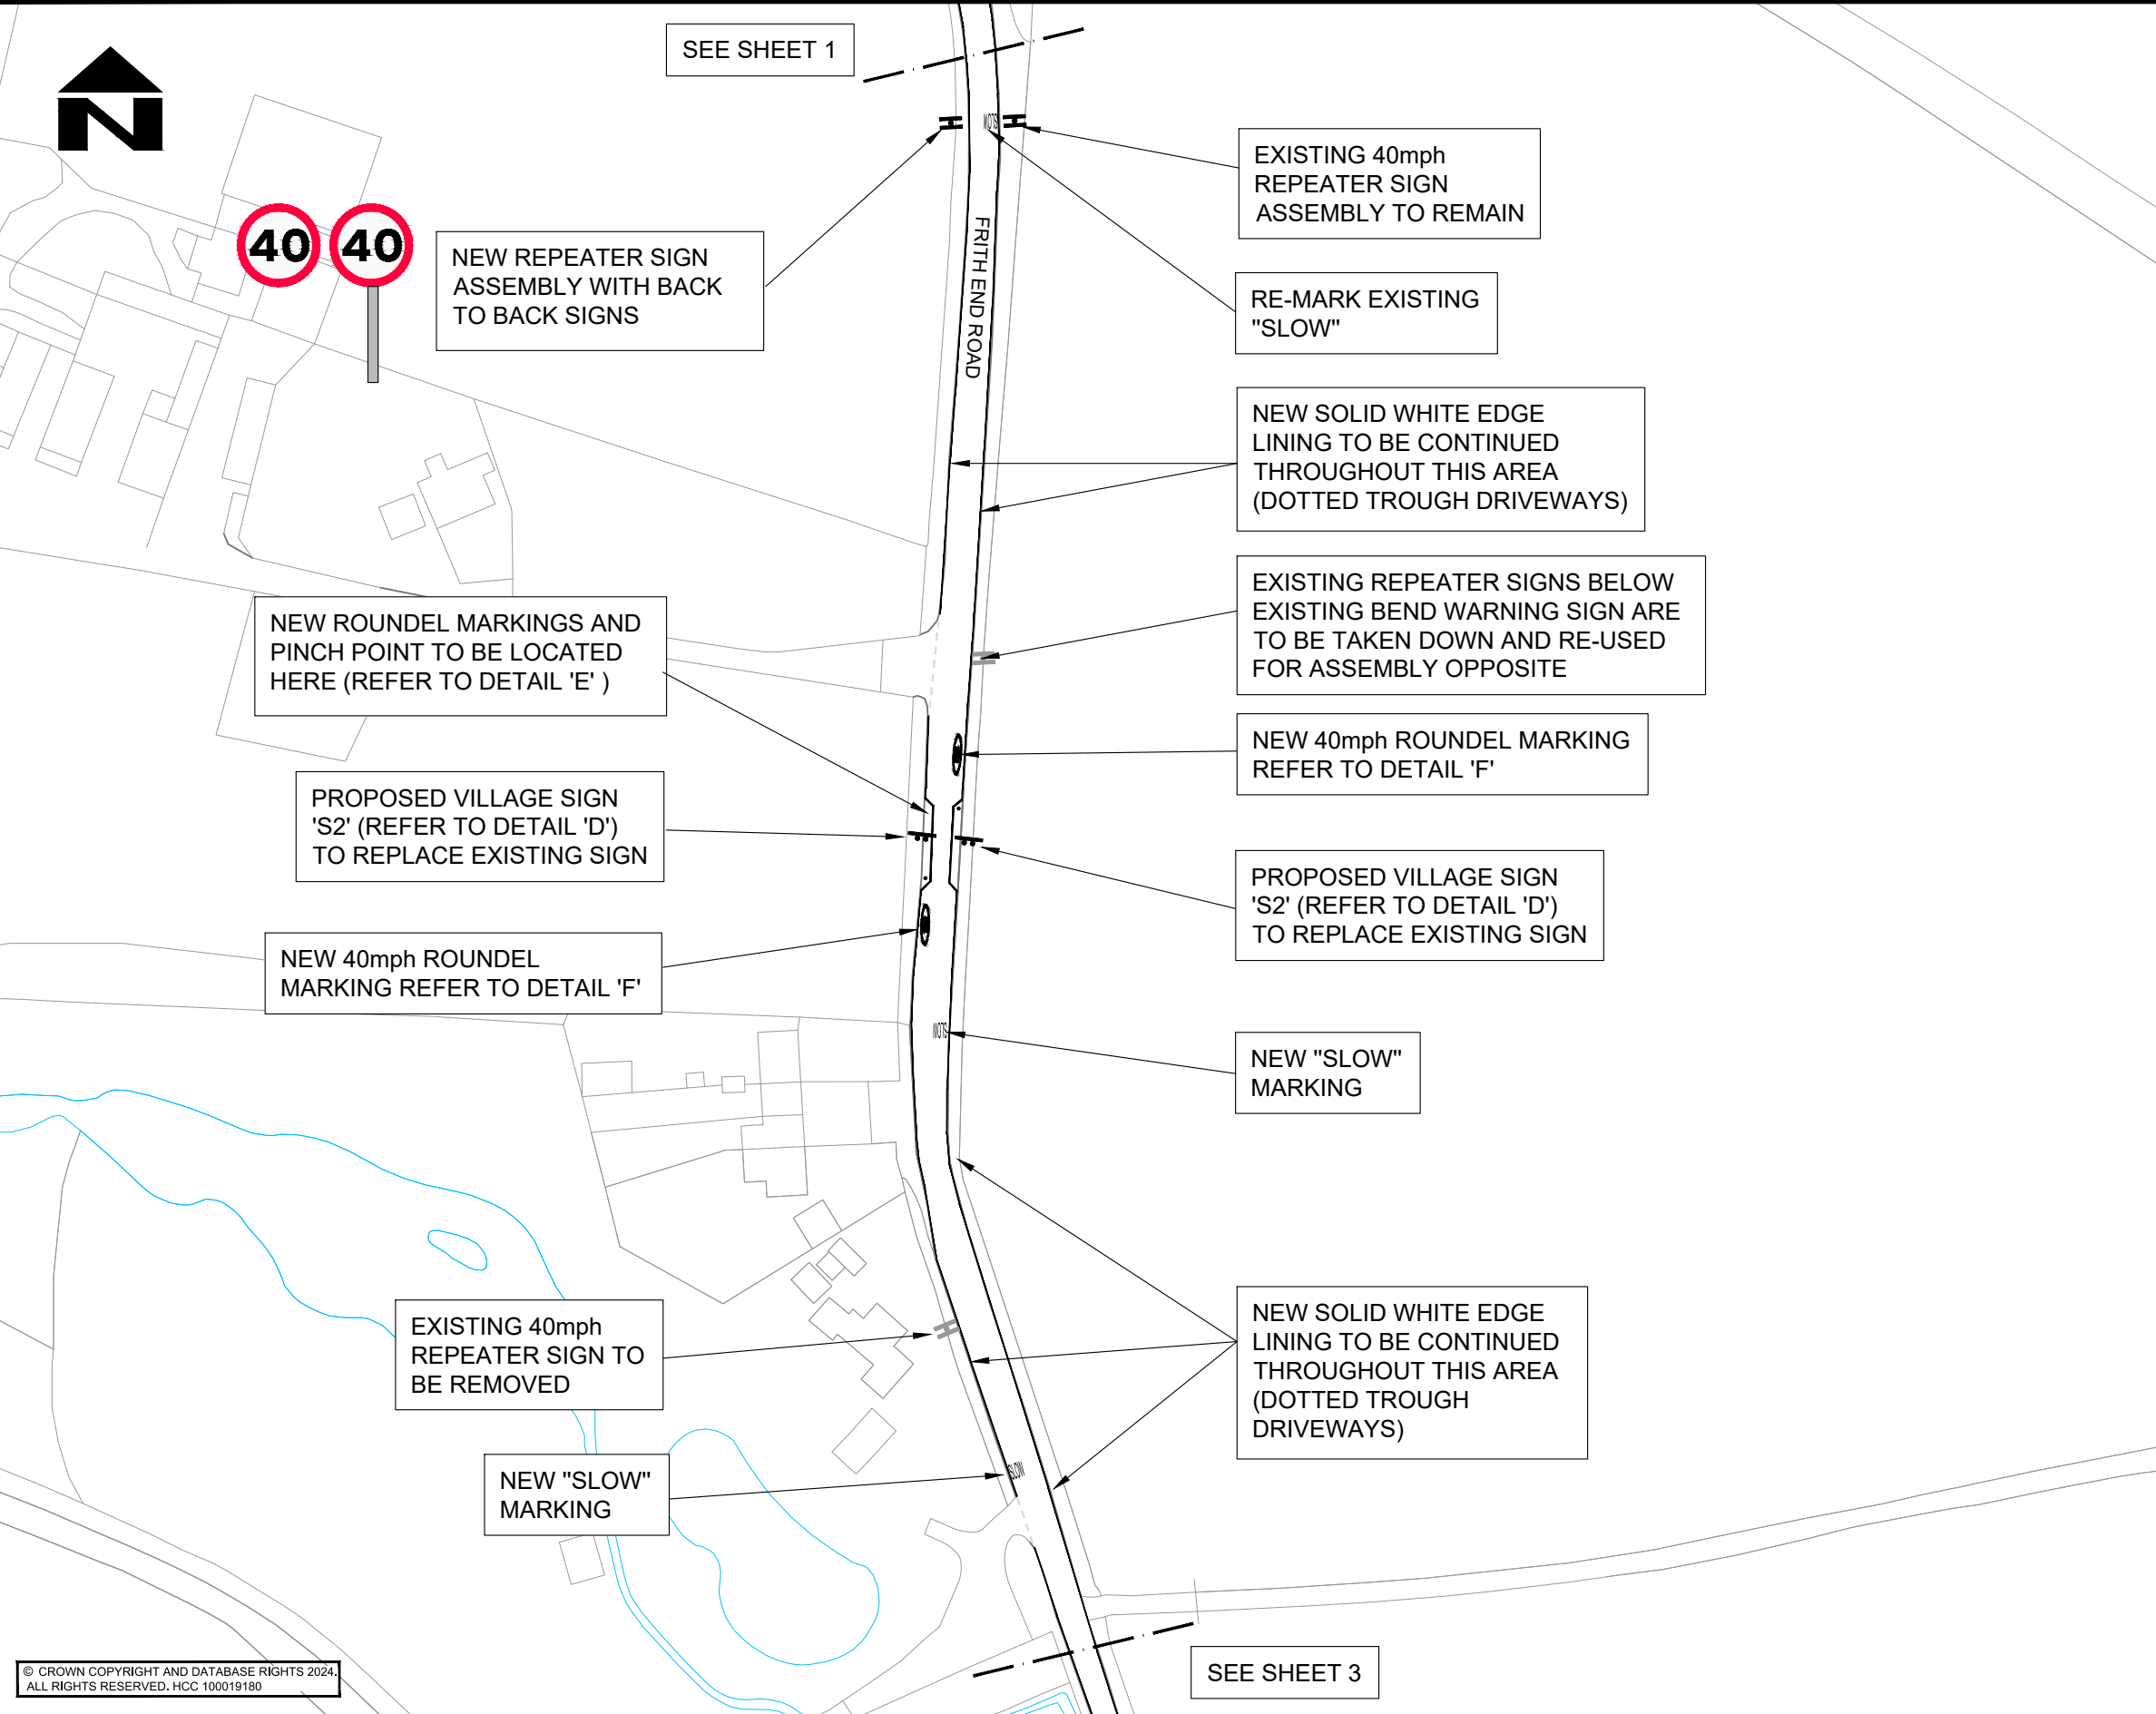 SEE SHEET 1
N
SLOW
EXISTING 40mph
REPEATER SIGN
ASSEMBLY TO REMAIN
40 40
NEW REPEATER SIGN
ASSEMBLY WITH BACK
TO BACK SIGNS
FRITH END ROAD
RE-MARK EXISTING
"SLOW"
NEW SOLID WHITE EDGE
LINING TO BE CONTINUED
THROUGHOUT THIS AREA
(DOTTED TROUGH DRIVEWAYS)
EXISTING REPEATER SIGNS BELOW
EXISTING BEND WARNING SIGN ARE
TO BE TAKEN DOWN AND RE-USED
FOR ASSEMBLY OPPOSITE
NEW ROUNDEL MARKINGS AND
PINCH POINT TO BE LOCATED
HERE (REFER TO DETAIL 'E' )
NEW 40mph ROUNDEL MARKING
REFER TO DETAIL 'F'
PROPOSED VILLAGE SIGN
'S2' (REFER TO DETAIL 'D')
TO REPLACE EXISTING SIGN
PROPOSED VILLAGE SIGN
'S2' (REFER TO DETAIL 'D')
TO REPLACE EXISTING SIGN
NEW 40mph ROUNDEL
MARKING REFER TO DETAIL 'F'
SLOW
NEW "SLOW"
MARKING
EXISTING 40mph
REPEATER SIGN TO
BE REMOVED
NEW SOLID WHITE EDGE
LINING TO BE CONTINUED
THROUGHOUT THIS AREA
(DOTTED TROUGH
DRIVEWAYS)
NEW "SLOW"
MARKING
SLOW
SEE SHEET 3
© CROWN COPYRIGHT AND DATABASE RIGHTS 2024.
ALL RIGHTS RESERVED. HCC 100019180